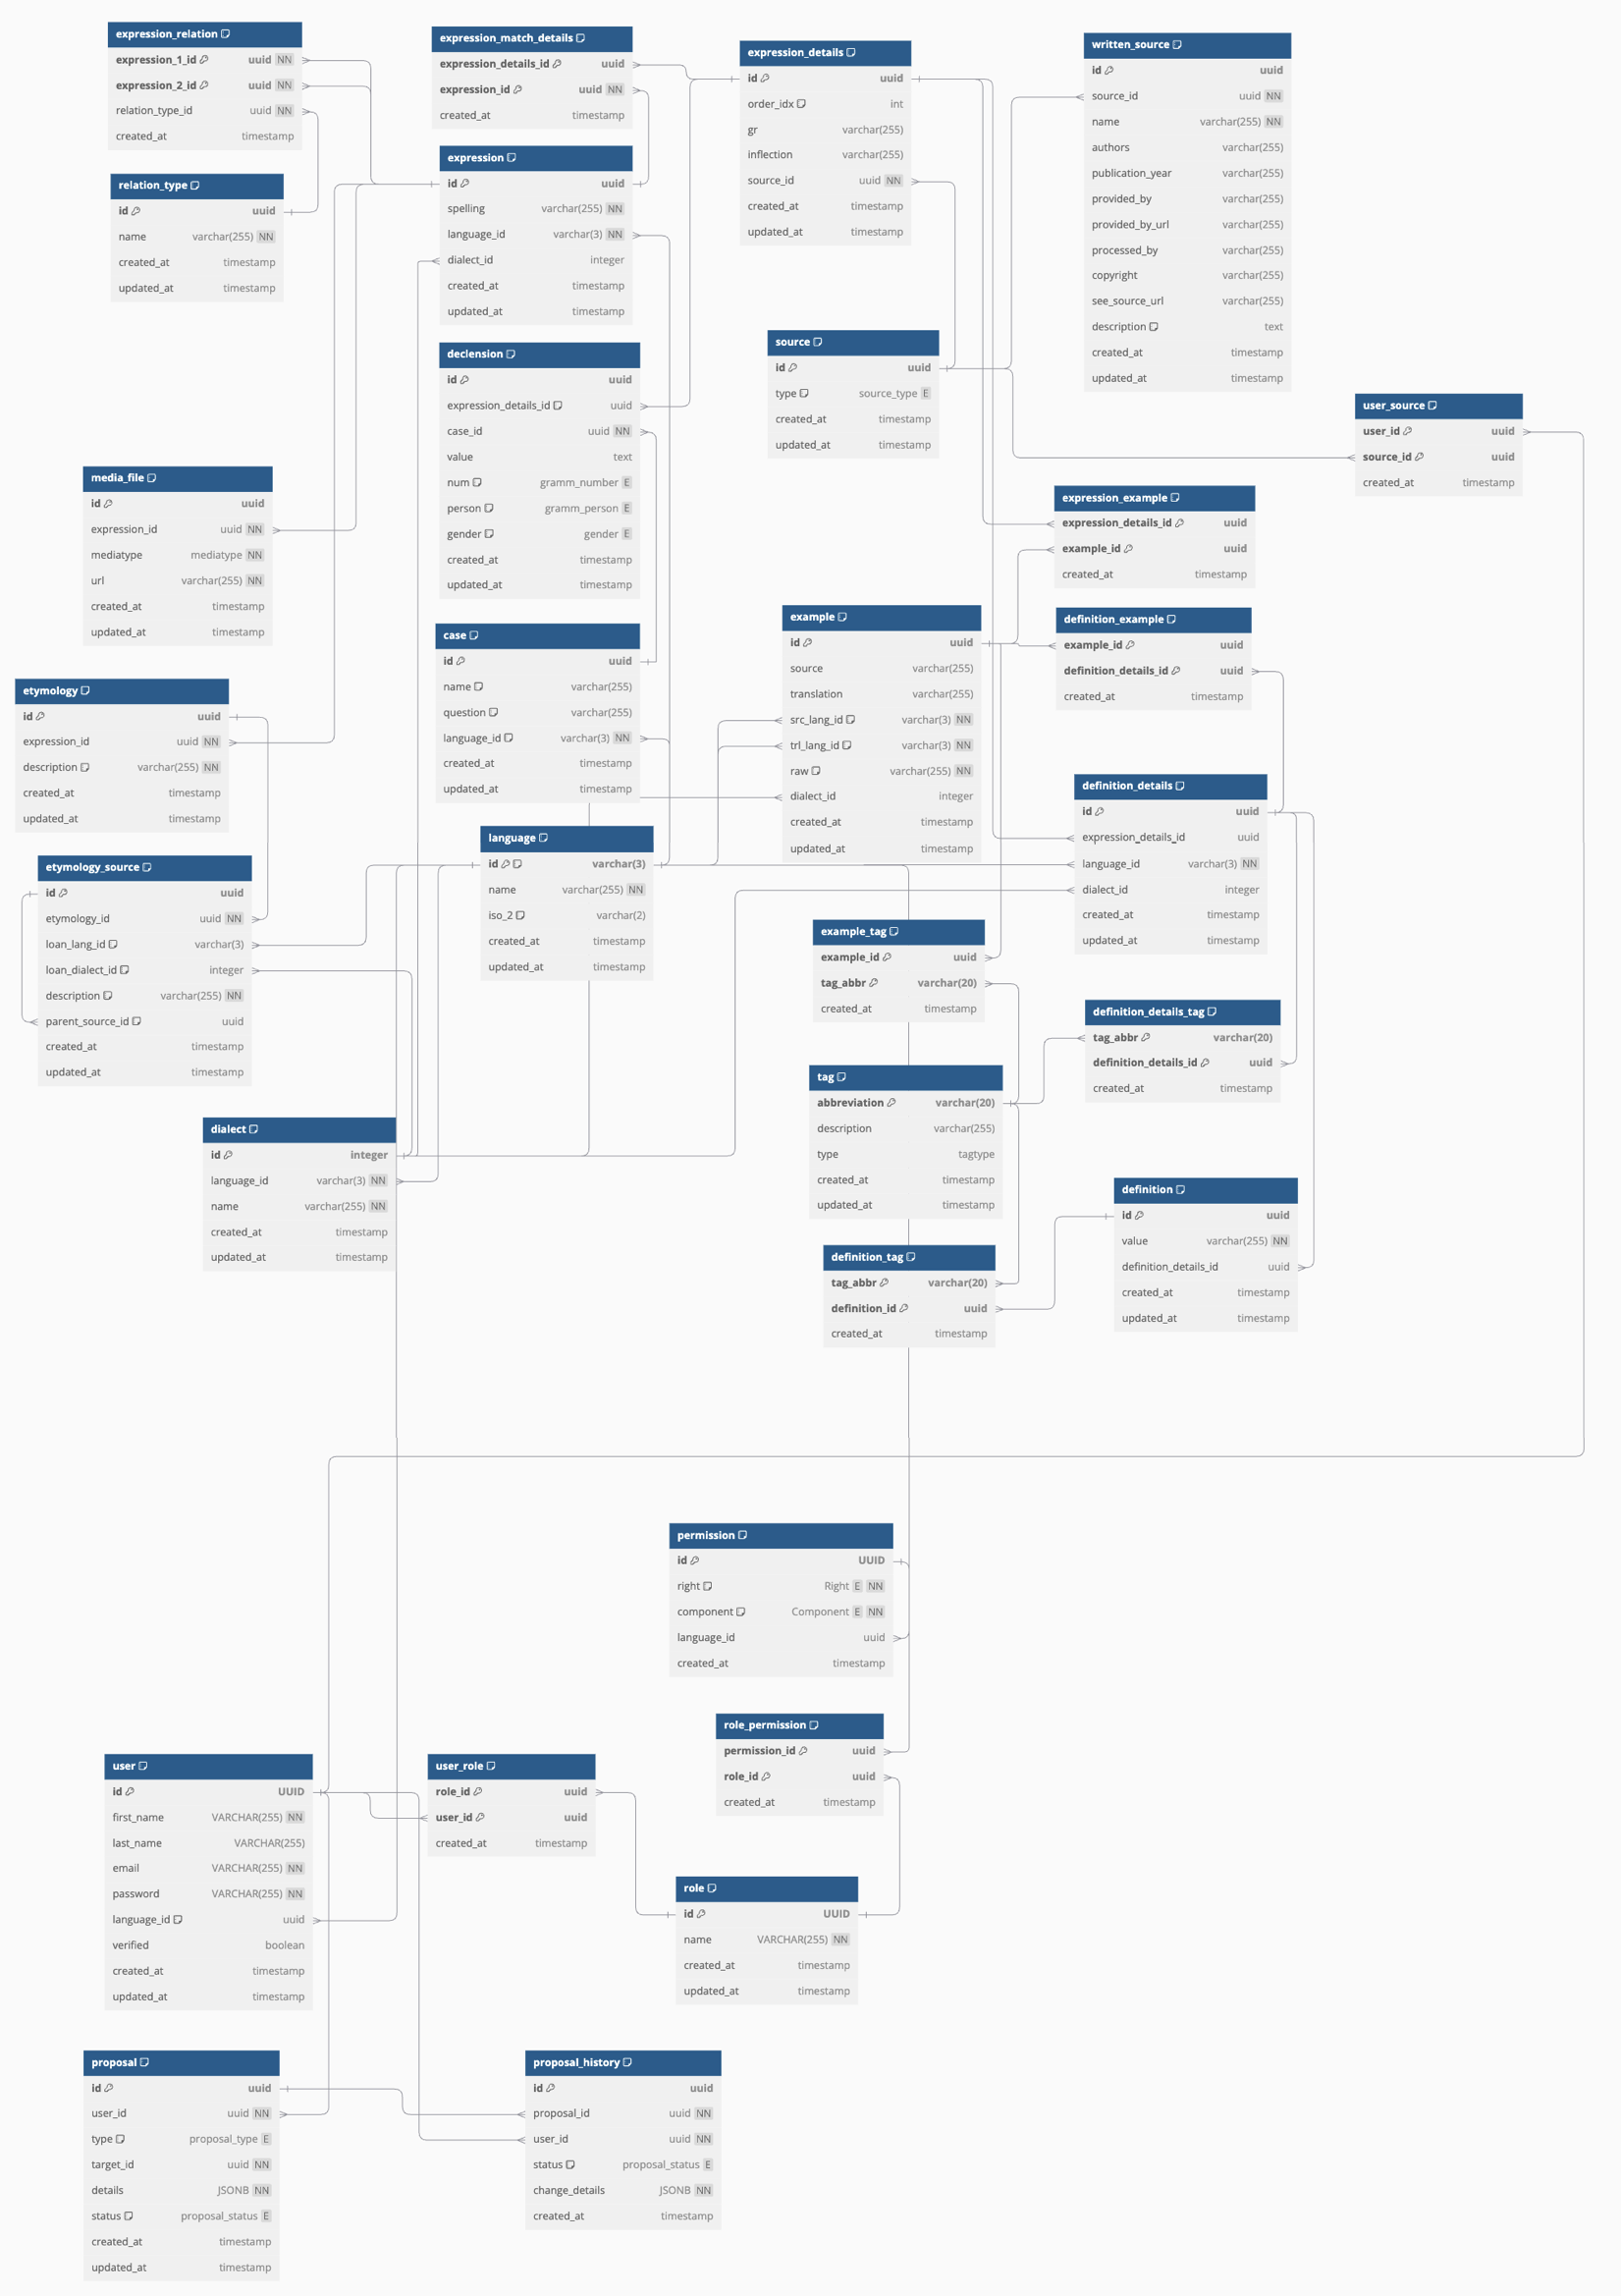 expression_relation
expression_1_id uuid NN
expression_2_id uuid NN
relation_type_id uuid NN
created_at timestamp
relation_type
id uuid
name varchar(255) NN
created_at timestamp
updated_at timestamp
expression_match_details
expression_details_id uuid
expression_id uuid NN
created_at timestamp
expression
id uuid
spelling varchar(255) NN
language_id varchar(3) NN
dialect_id integer
created_at timestamp
updated_at timestamp
expression_details
id uuid
order_idx int
gr varchar(255)
inflection varchar(255)
source_id uuid NN
created_at timestamp
updated_at timestamp
written_source
id uuid
source_id uuid NN
name varchar(255) NN
authors varchar(255)
publication_year varchar(255)
provided_by varchar(255)
provided_by_url varchar(255)
processed_by varchar(255)
copyright varchar(255)
see_source_url varchar(255)
description text
created_at timestamp
updated_at timestamp
declension
id uuid
expression_details_id uuid
case_id uuid NN
value text
num gramm_number E
person gramm_person E
gender gender E
created_at timestamp
updated_at timestamp
source
id uuid
type source_type E
created_at timestamp
updated_at timestamp
user_source
user_id uuid
source_id uuid
created_at timestamp
media_file
id uuid
expression_id uuid NN
mediatype mediatype NN
url varchar(255) NN
created_at timestamp
updated_at timestamp
expression_example
expression_details_id uuid
example_id uuid
created_at timestamp
case
id uuid
name varchar(255)
question varchar(255)
language_id varchar(3) NN
created_at timestamp
updated_at timestamp
example
id uuid
source varchar(255)
translation varchar(255)
src_lang_id varchar(3) NN
trl_lang_id varchar(3) NN
raw varchar(255) NN
dialect_id integer
created_at timestamp
updated_at timestamp
definition_example
example_id uuid
definition_details_id uuid
created_at timestamp
etymology
id uuid
expression_id uuid NN
description varchar(255) NN
created_at timestamp
updated_at timestamp
definition_details
id uuid
expression_details_id uuid
language_id varchar(3) NN
dialect_id integer
created_at timestamp
updated_at timestamp
etymology_source
id uuid
etymology_id uuid NN
loan_lang_id varchar(3)
loan_dialect_id integer
description varchar(255) NN
parent_source_id uuid
created_at timestamp
updated_at timestamp
language
id varchar(3)
name varchar(255) NN
iso_2 varchar(2)
created_at timestamp
updated_at timestamp
example_tag
example_id uuid
tag_abbr varchar(20)
created_at timestamp
definition_details_tag
tag_abbr varchar(20)
definition_details_id uuid
created_at timestamp
tag
abbreviation varchar(20)
description varchar(255)
type tagtype
created_at timestamp
updated_at timestamp
dialect
id integer
language_id varchar(3) NN
name varchar(255) NN
created_at timestamp
updated_at timestamp
definition
id uuid
value varchar(255) NN
definition_details_id uuid
created_at timestamp
updated_at timestamp
definition_tag
tag_abbr varchar(20)
definition_id uuid
created_at timestamp
permission
id UUID
right Right E NN
component Component E NN
language_id uuid
created_at timestamp
role_permission
permission_id uuid
role_id uuid
created_at timestamp
user
id UUID
first_name VARCHAR(255) NN
last_name VARCHAR(255)
email VARCHAR(255) NN
password VARCHAR(255) NN
language_id uuid
verified boolean
created_at timestamp
updated_at timestamp
user_role
role_id uuid
user_id uuid
created_at timestamp
role
id UUID
name VARCHAR(255) NN
created_at timestamp
updated_at timestamp
proposal
id uuid
user_id uuid NN
type proposal_type E
target_id uuid NN
details JSONB NN
status proposal_status E
created_at timestamp
updated_at timestamp
proposal_history
id uuid
proposal_id uuid NN
user_id uuid NN
status proposal_status E
change_details JSONB NN
created_at timestamp